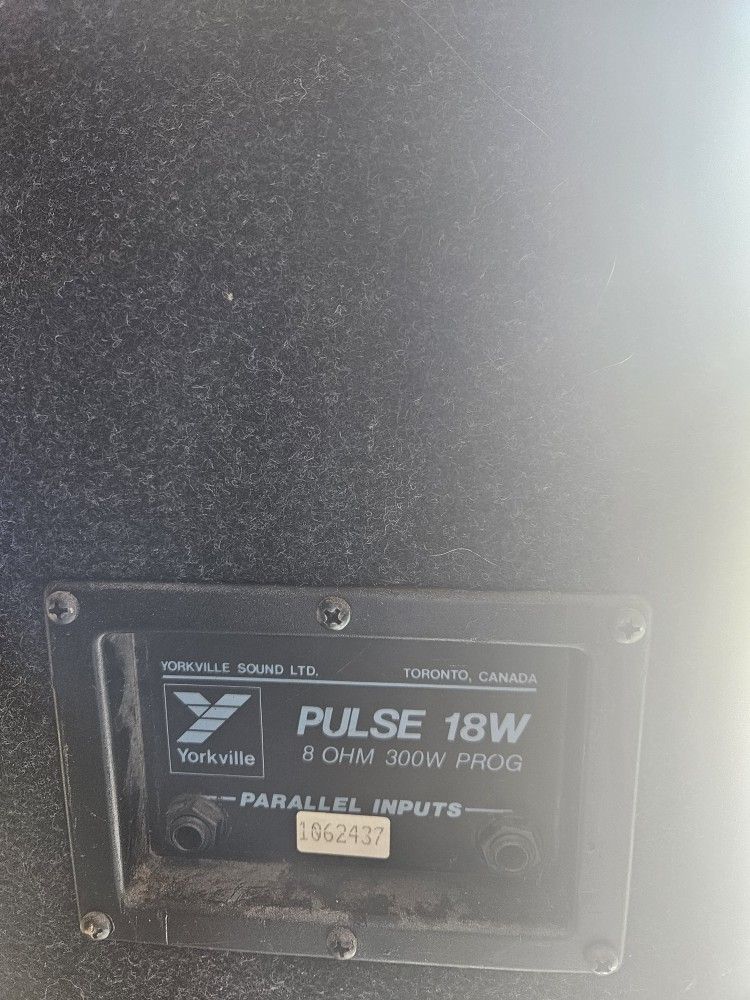 YORKVILLE SOUND LTD. TORONTO, CANADA
Yorkville
PULSE 18W
8 OHM 300W PROG
PARALLEL INPUTS
1062437